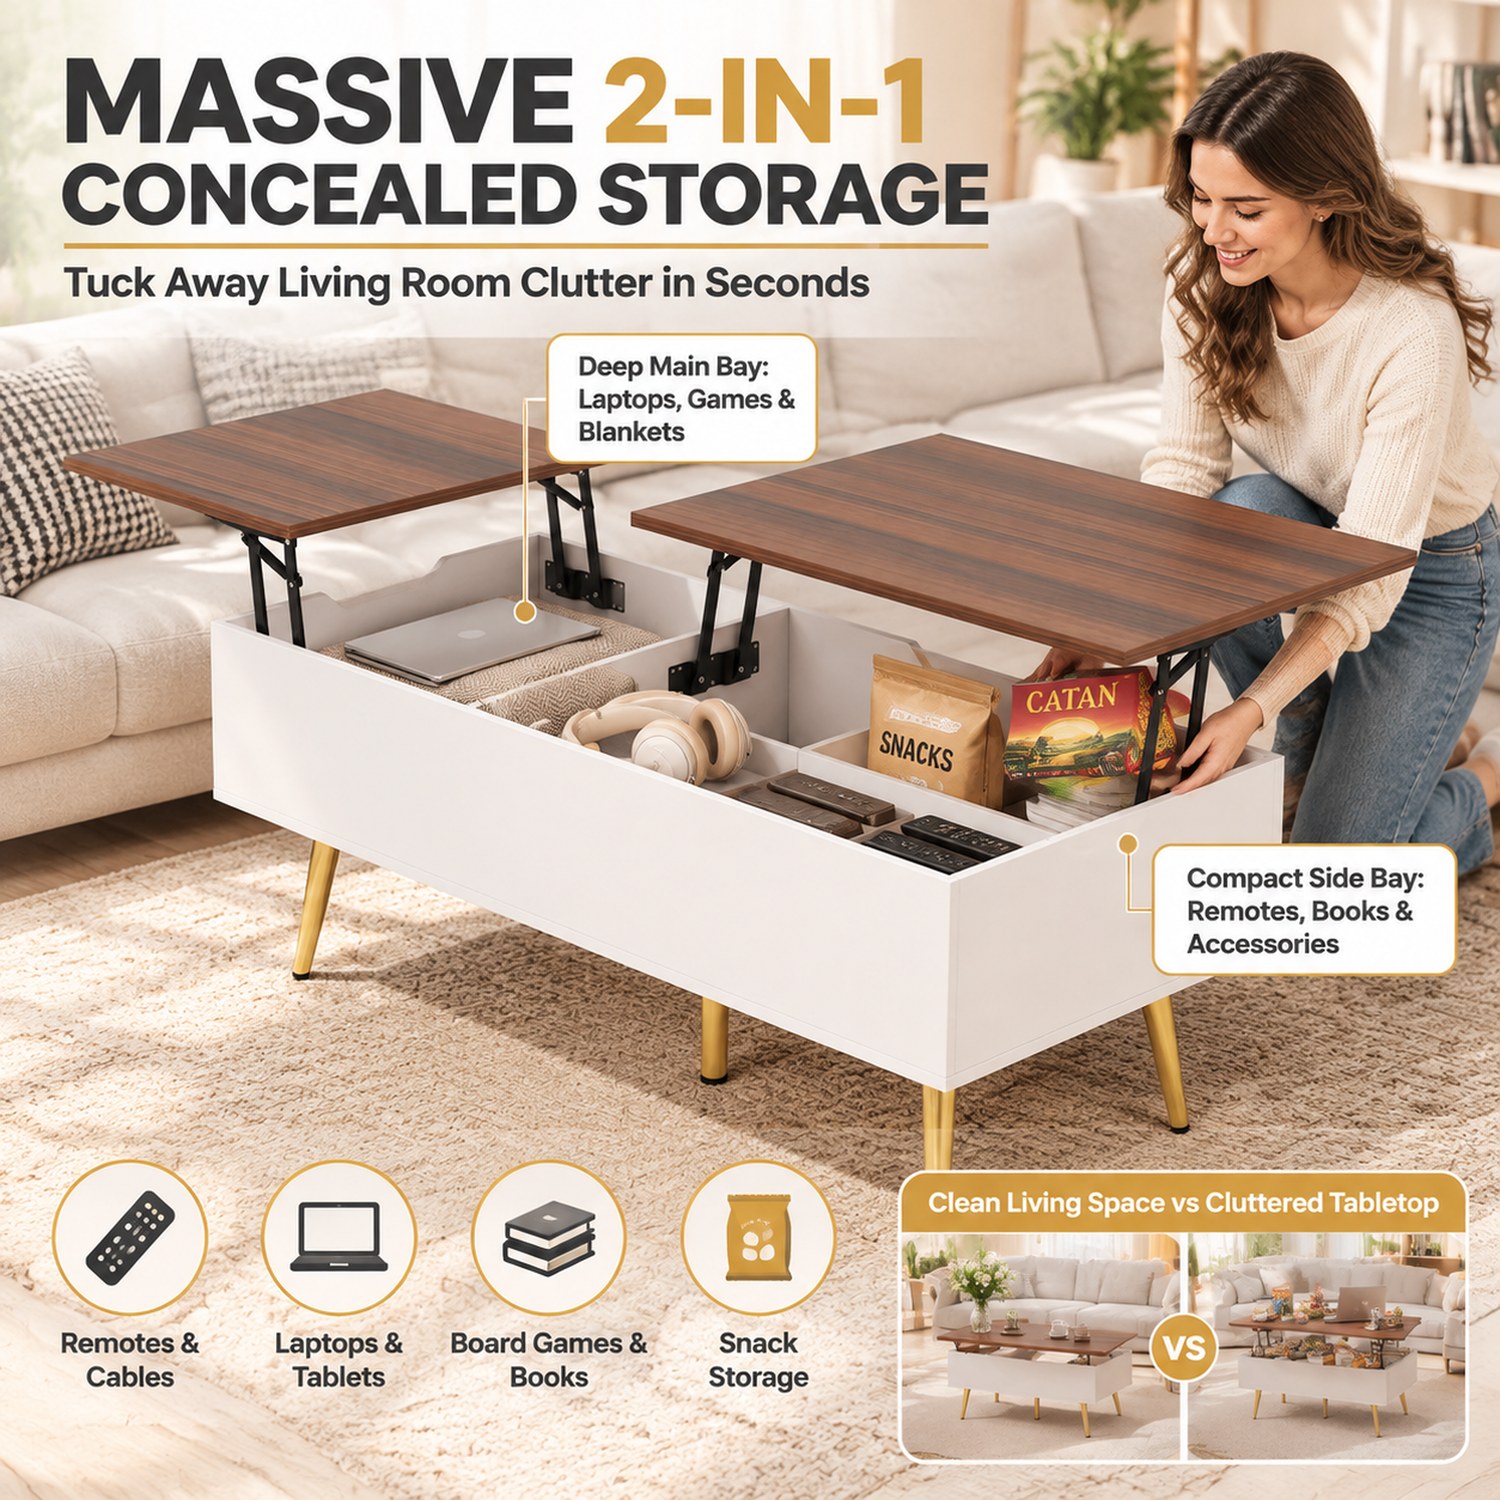 MASSIVE 2-IN-1
CONCEALED STORAGE
Tuck Away Living Room Clutter in Seconds
Deep Main Bay:
Laptops, Games &
Blankets
CATAN
SNACKS
Compact Side Bay:
Remotes, Books &
Accessories
Remotes &
Cables
Laptops &
Tablets
Board Games &
Books
Snack
Storage
Clean Living Space vs Cluttered Tabletop
VS